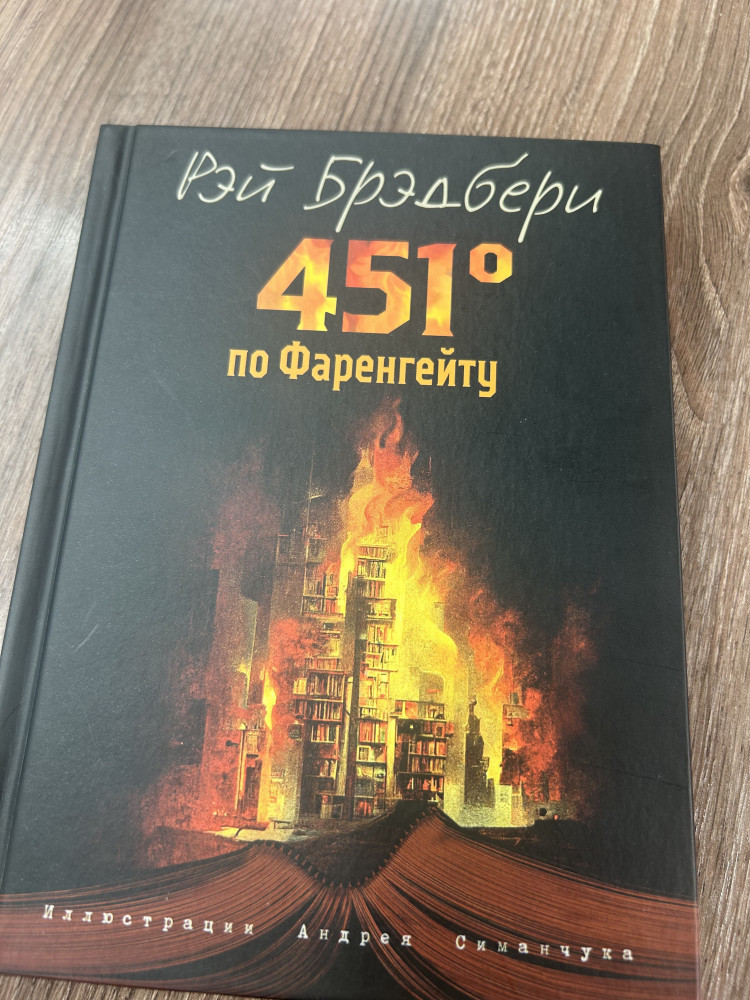 Рэй Брэдбери
451°
по Фаренгейту
Иллюстрации Андрея Симанчука